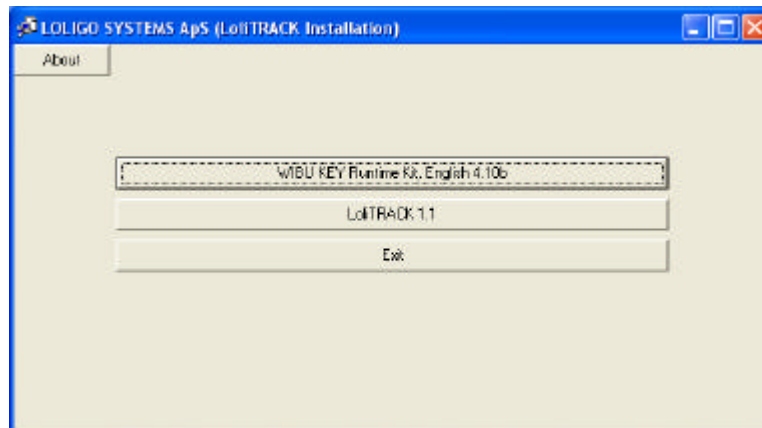 LOLIGO SYSTEMS ApS (LoliTRACK Installation)
About
WIBU KEY Runtime Kit, English 4.10b
LoliTRACK 1.1
Exit